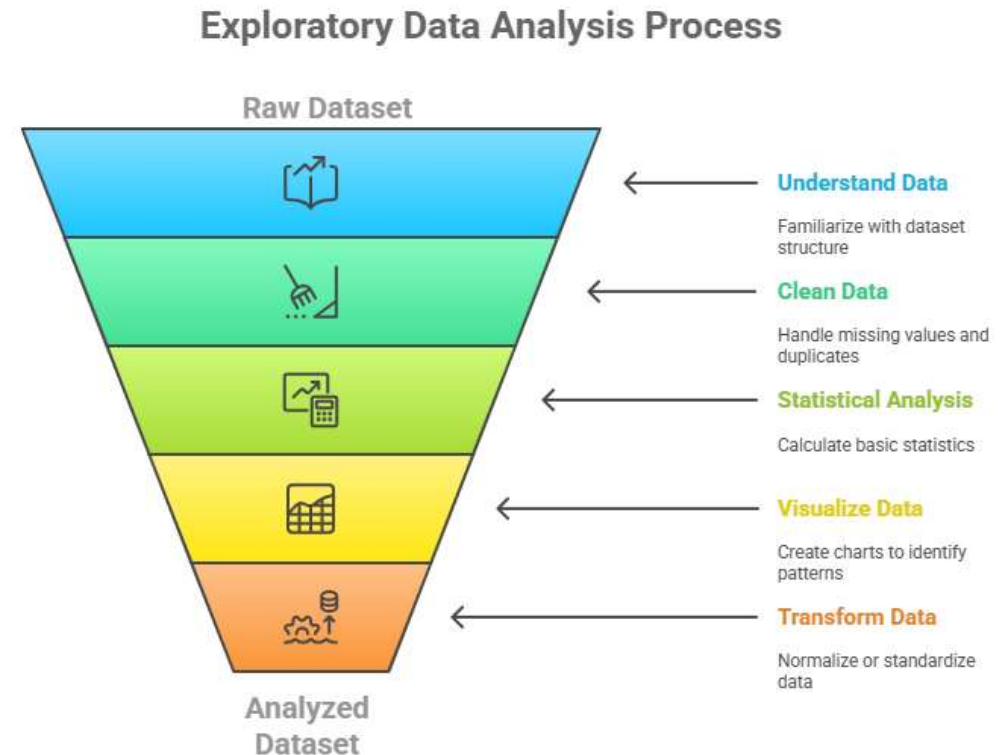 Exploratory Data Analysis Process
Raw Dataset
Understand Data
Familiarize with dataset
structure
Clean Data
Handle missing values and
duplicates
Statistical Analysis
Calculate basic statistics
Visualize Data
Create charts to identify
patterns
Transform Data
Normalize or standardize
data
Analyzed
Dataset